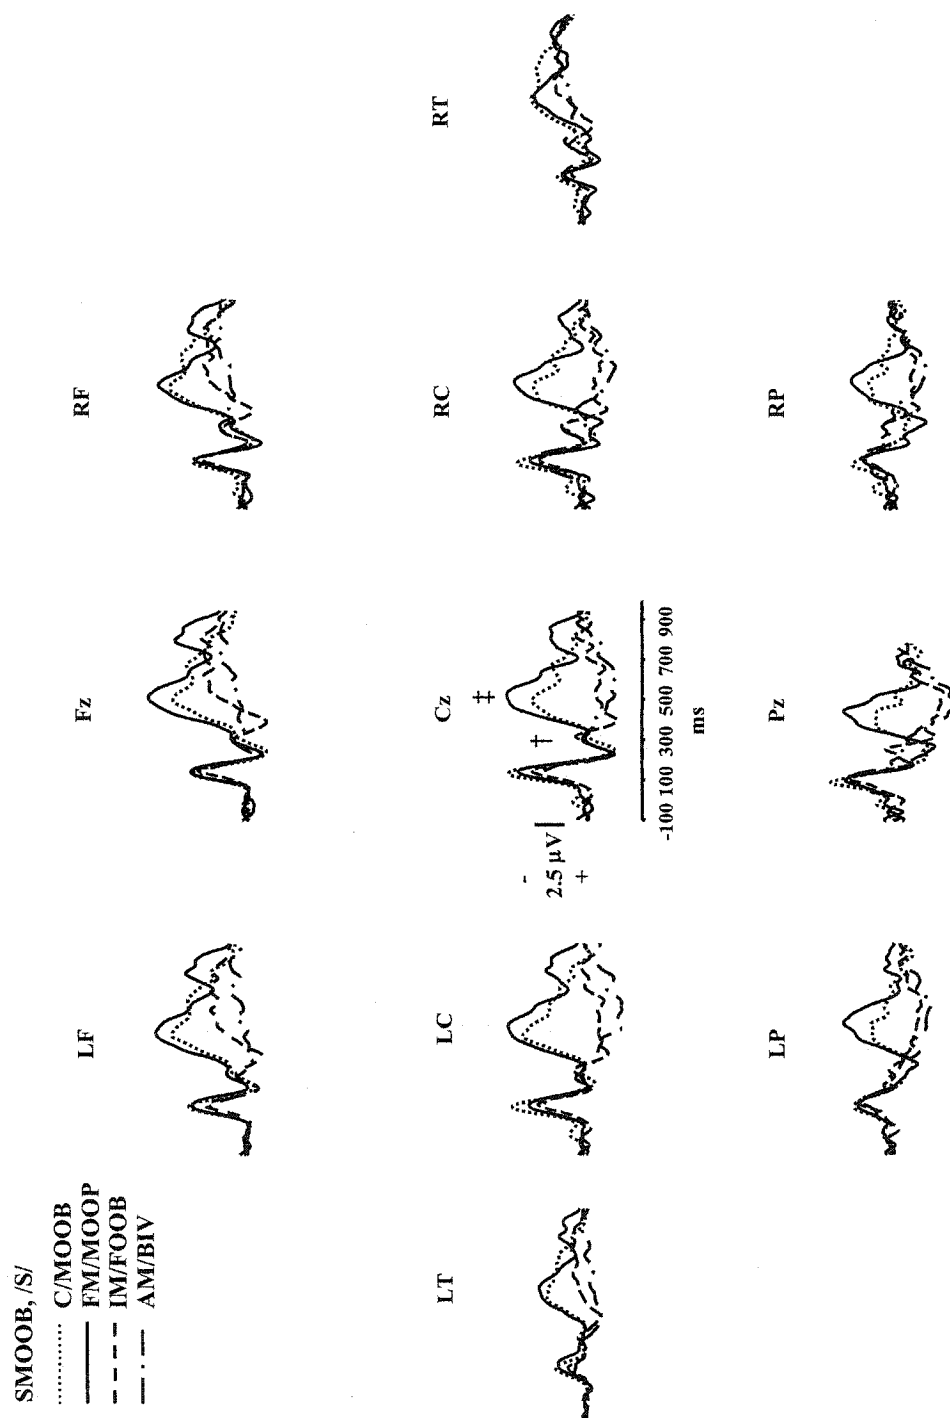 SMOOB, /S/
C/MOOB
FM/MOOP
IM/FOOB
AM/BIV
LF
Fz
RF
LT
LC
Cz
RC
RT
†
‡
-
2.5 µV
+
-100 100 300 500 700 900
ms
LP
Pz
RP